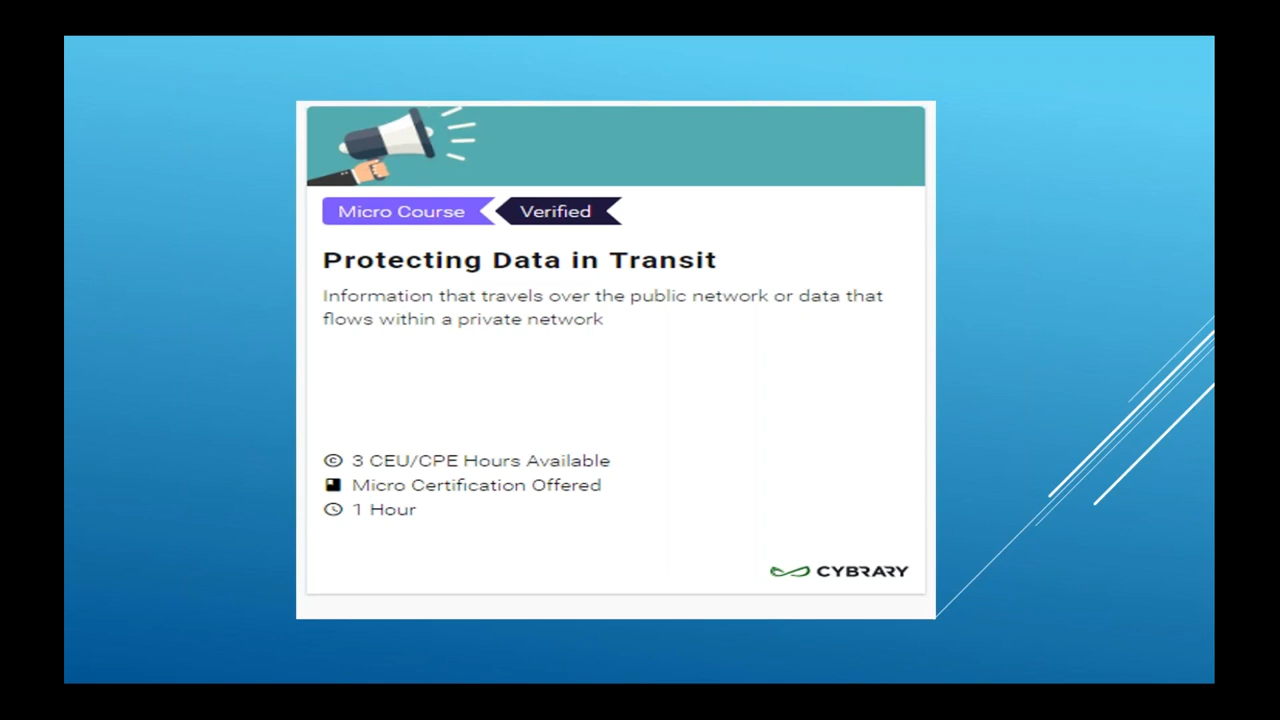 Micro Course Verified
Protecting Data in Transit
Information that travels over the public network or data that
flows within a private network
3 CEU/CPE Hours Available
Micro Certification Offered
1 Hour
CYBRARY